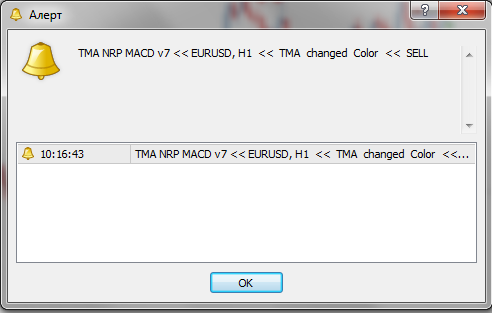 Алерт
TMA NRP MACD v7 << EURUSD, H1 << TMA changed Color << SELL
10:16:43 TMA NRP MACD v7 << EURUSD, H1 << TMA changed Color <<...
OK